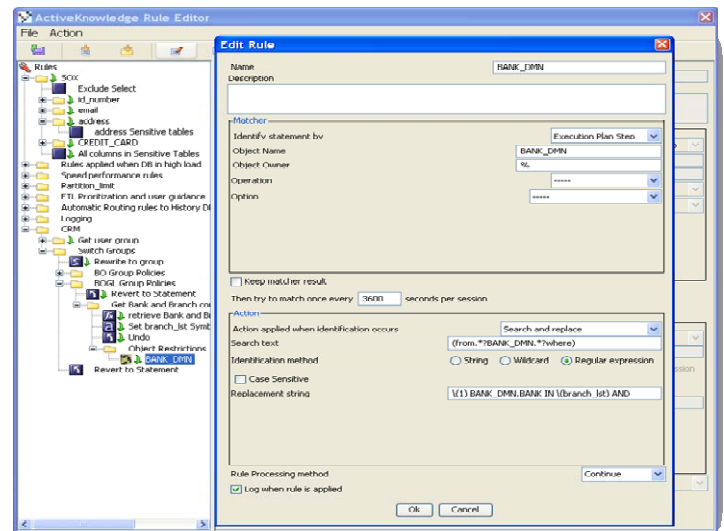 ActiveKnowledge Rule Editor
File Action
Rules
SOX
Exclude Select
id_number
email
address
address Sensitive tables
CREDIT_CARD
All columns in Sensitive Tables
Rules applied when DB in high load
Speed performance rules
Partition_limit
ETL Prioritization and user guidance
Automatic Routing rules to History D
Logging
CRM
Get user group
Switch Groups
Rewrite to group
BO Group Policies
BOGL Group Policies
Revert to Statement
Get Bank and Branch co
retrieve Bank and B
Set branch_lst Symb
Undo
Object Restrictions
BANK_DMN
Revert to Statement
Edit Rule
Name BANK_DMN
Description
Matcher
Identify statement by Execution Plan Step
Object Name BANK_DMN
Object Owner %
Operation -----
Option -----
Keep matcher result
Then try to match once every 3600 seconds per session
Action
Action applied when identification occurs Search and replace
Search text (from.*?BANK_DMN.*?where)
Identification method String Wildcard Regular expression
Case Sensitive
Replacement string \(1) BANK_DMN.BANK IN \(branch_lst) AND
Rule Processing method Continue
Log when rule is applied
Ok Cancel